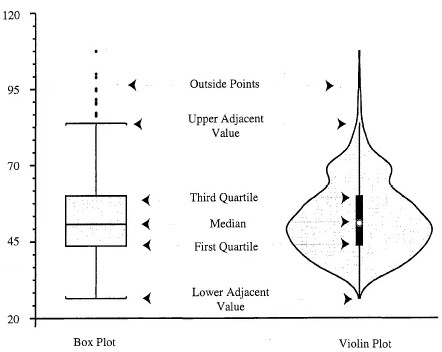 120
95
70
45
20
Outside Points
Upper Adjacent
Value
Third Quartile
Median
First Quartile
Lower Adjacent
Value
Box Plot
Violin Plot